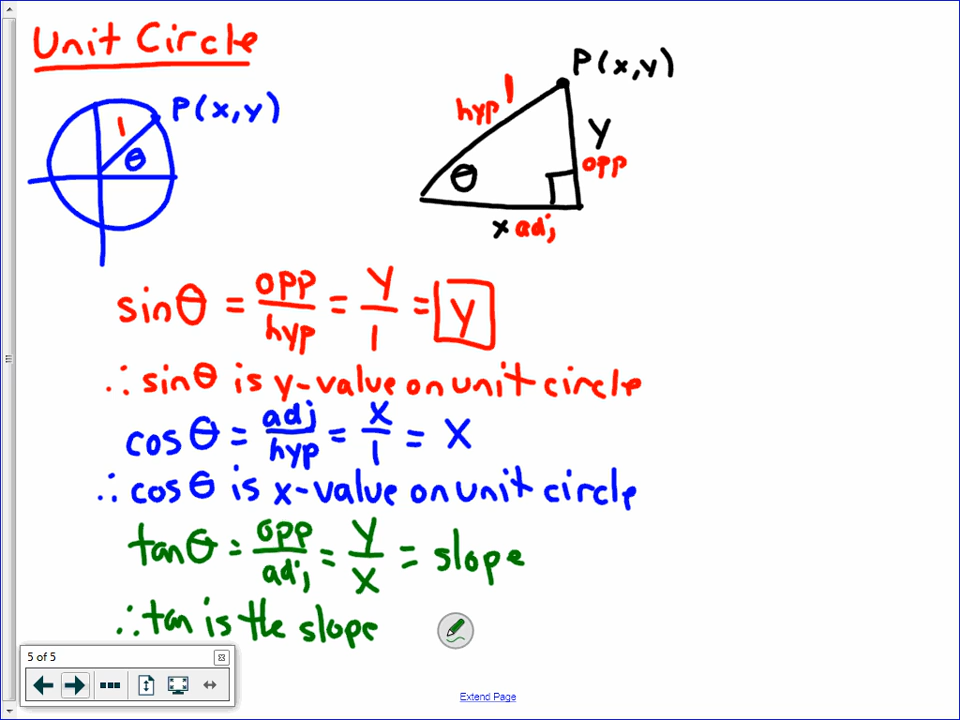 Unit Circle
P(x,y)
1
θ
P(x,y)
hyp 1
y
opp
θ
x adj
sinθ = opp/hyp = y/1 = y
∴ sinθ is y-value on unit circle
cosθ = adj/hyp = x/1 = x
∴ cosθ is x-value on unit circle
tanθ = opp/adj = y/x = slope
∴ tan is the slope
5 of 5
Extend Page